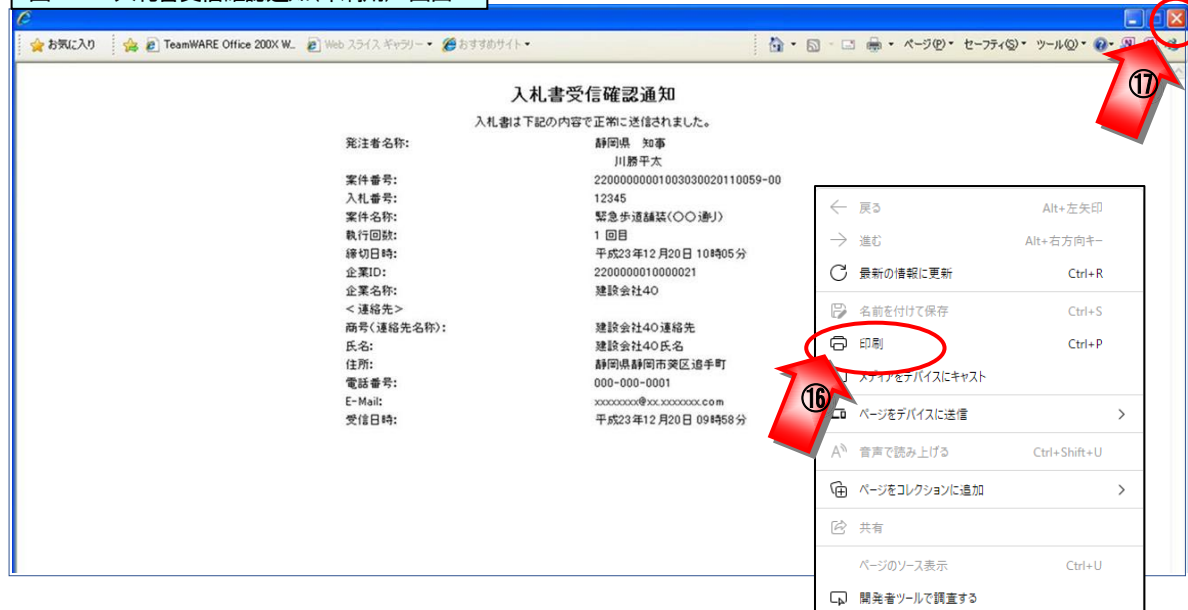 お気に入り TeamWARE Office 200X W... Web スライス ギャラリー おすすめサイト ページ(P) セーフティ(S) ツール(O)
⑰
入札書受信確認通知
入札書は下記の内容で正常に送信されました。
発注者名称: 静岡県 知事
川勝平太
案件番号: 22000000001003030020110059-00
入札番号: 12345
案件名称: 緊急歩道舗装(○○通り)
執行回数: 1 回目
締切日時: 平成23年12月20日 10時05分
企業ID: 2200000010000021
企業名称: 建設会社40
<連絡先>
商号(連絡先名称): 建設会社40連絡先
氏名: 建設会社40氏名
住所: 静岡県静岡市葵区追手町
電話番号: 000-000-0001
E-Mail: xxxxxxxx@xx.xxxxxxx.com
受信日時: 平成23年12月20日 09時58分
戻る Alt+左矢印
進む Alt+右方向キー
最新の情報に更新 Ctrl+R
名前を付けて保存 Ctrl+S
印刷 Ctrl+P
⑯
メディアをデバイスにキャスト
ページをデバイスに送信
音声で読み上げる Ctrl+Shift+U
ページをコレクションに追加
共有
ページのソース表示 Ctrl+U
開発者ツールで調査する